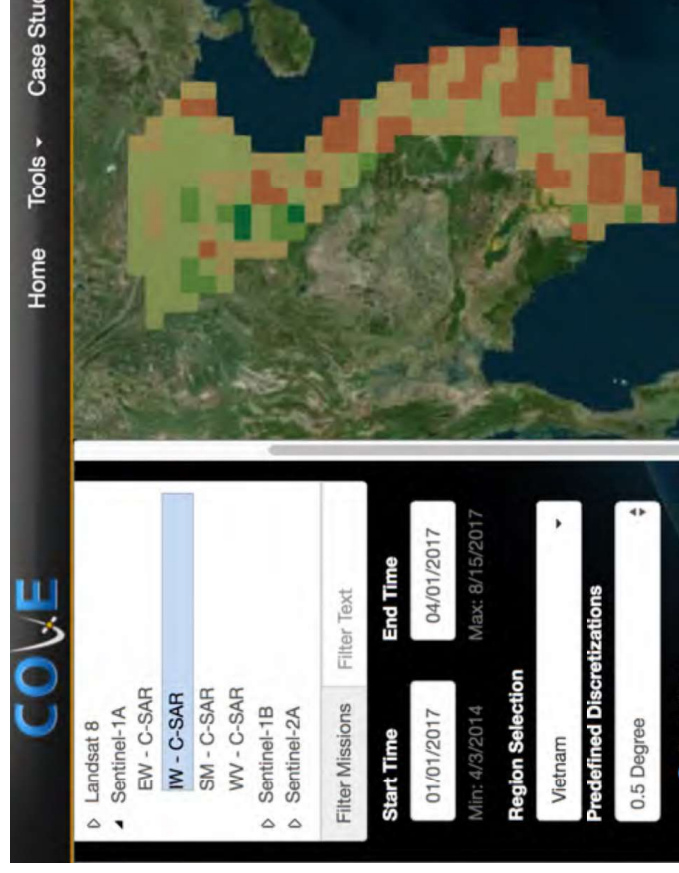 COVE
Home Tools Case Stud
Landsat 8
Sentinel-1A
EW - C-SAR
IW - C-SAR
SM - C-SAR
WV - C-SAR
Sentinel-1B
Sentinel-2A
Filter Missions Filter Text
Start Time End Time
01/01/2017 04/01/2017
Min: 4/3/2014 Max: 8/15/2017
Region Selection
Vietnam
Predefined Discretizations
0.5 Degree